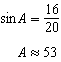 sin A = 16/20
A ≈ 53